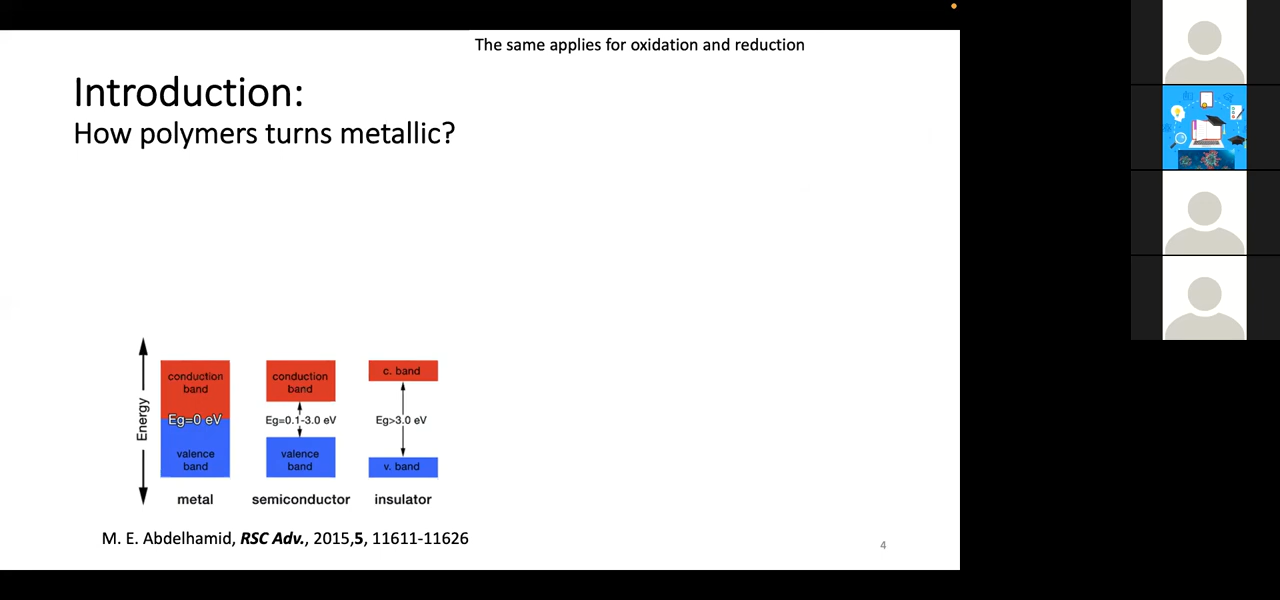 The same applies for oxidation and reduction
Introduction:
How polymers turns metallic?
Energy
conduction
band
Eg=0 eV
valence
band
metal
conduction
band
Eg=0.1-3.0 eV
valence
band
semiconductor
c. band
Eg>3.0 eV
v. band
insulator
M. E. Abdelhamid, RSC Adv., 2015,5, 11611-11626
4